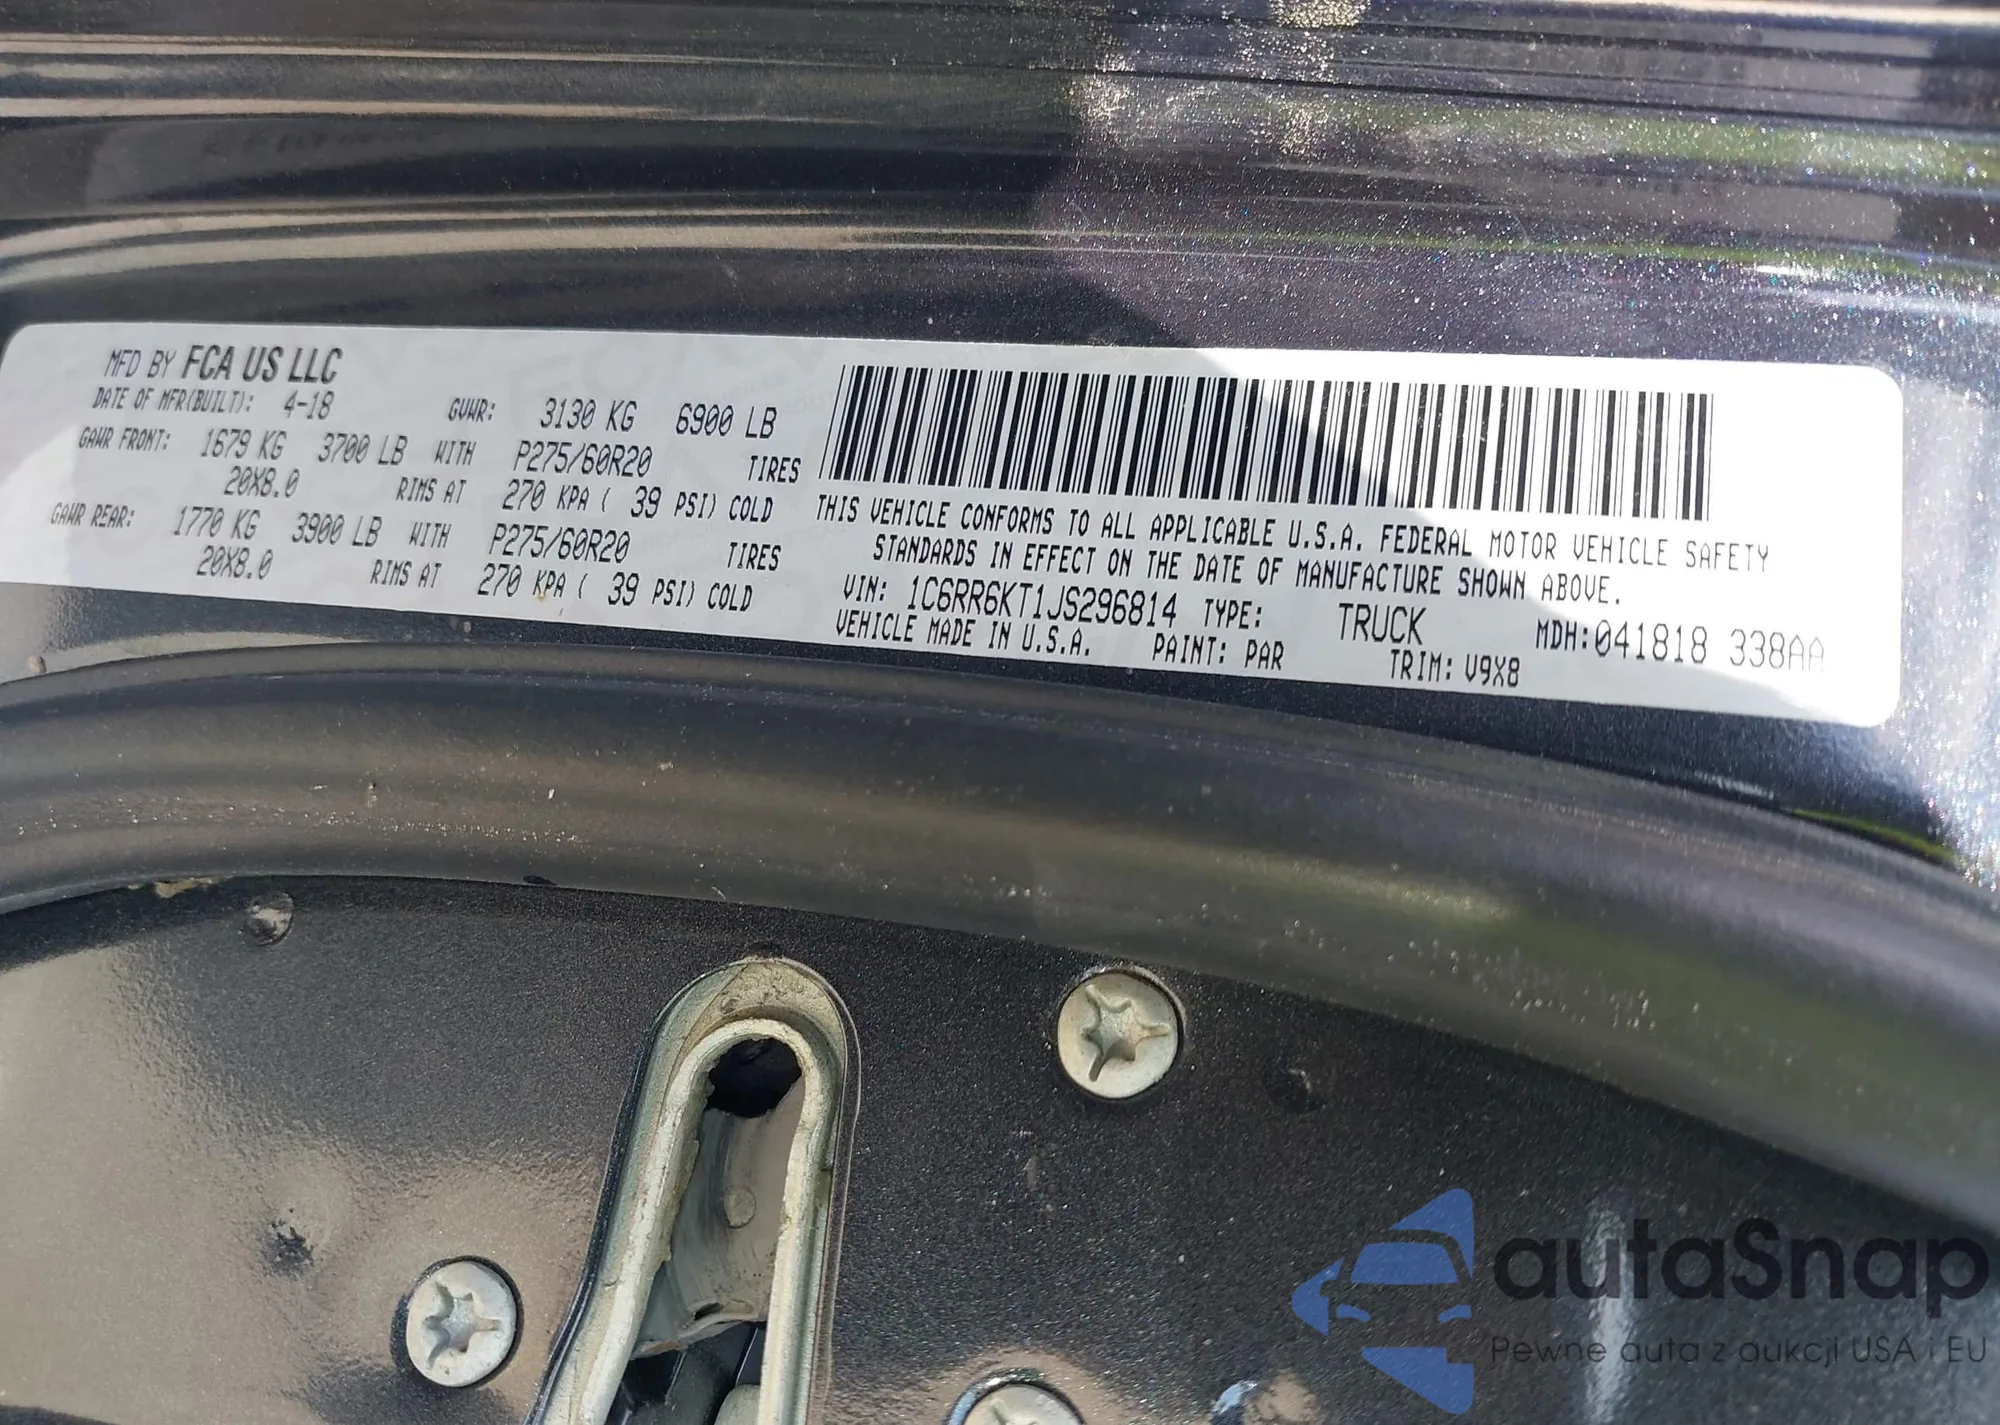 MFD BY FCA US LLC
DATE OF MFR(BUILT): 4-18 GVWR: 3130 KG 6900 LB
GAWR FRONT: 1679 KG 3700 LB WITH P275/60R20 TIRES
20X8.0 RIMS AT 270 KPA ( 39 PSI) COLD
GAWR REAR: 1770 KG 3900 LB WITH P275/60R20 TIRES
20X8.0 RIMS AT 270 KPA ( 39 PSI) COLD
THIS VEHICLE CONFORMS TO ALL APPLICABLE U.S.A. FEDERAL MOTOR VEHICLE SAFETY
STANDARDS IN EFFECT ON THE DATE OF MANUFACTURE SHOWN ABOVE.
VIN: 1C6RR6KT1JS296814 TYPE: TRUCK MDH:041818 338AA
VEHICLE MADE IN U.S.A. PAINT: PAR TRIM: V9X8
autaSnap
Pewne auta z aukcji USA i EU